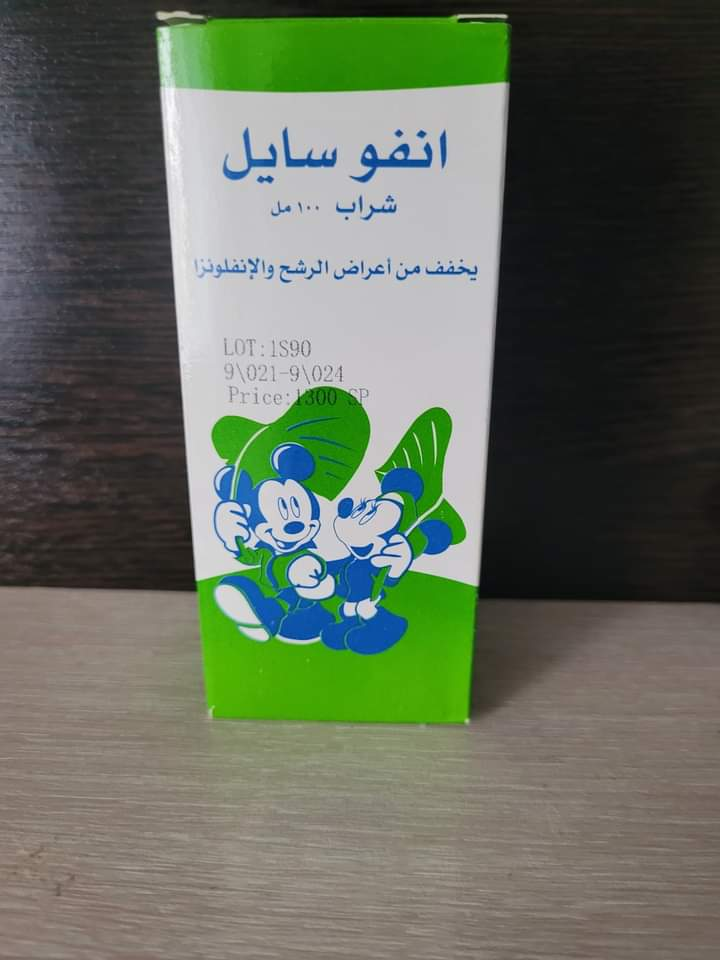 انفو سايل
شراب ١٠٠ مل
يخفف من أعراض الرشح والإنفلونزا
LOT:1S90
9\021-9\024
Price:1300 SP